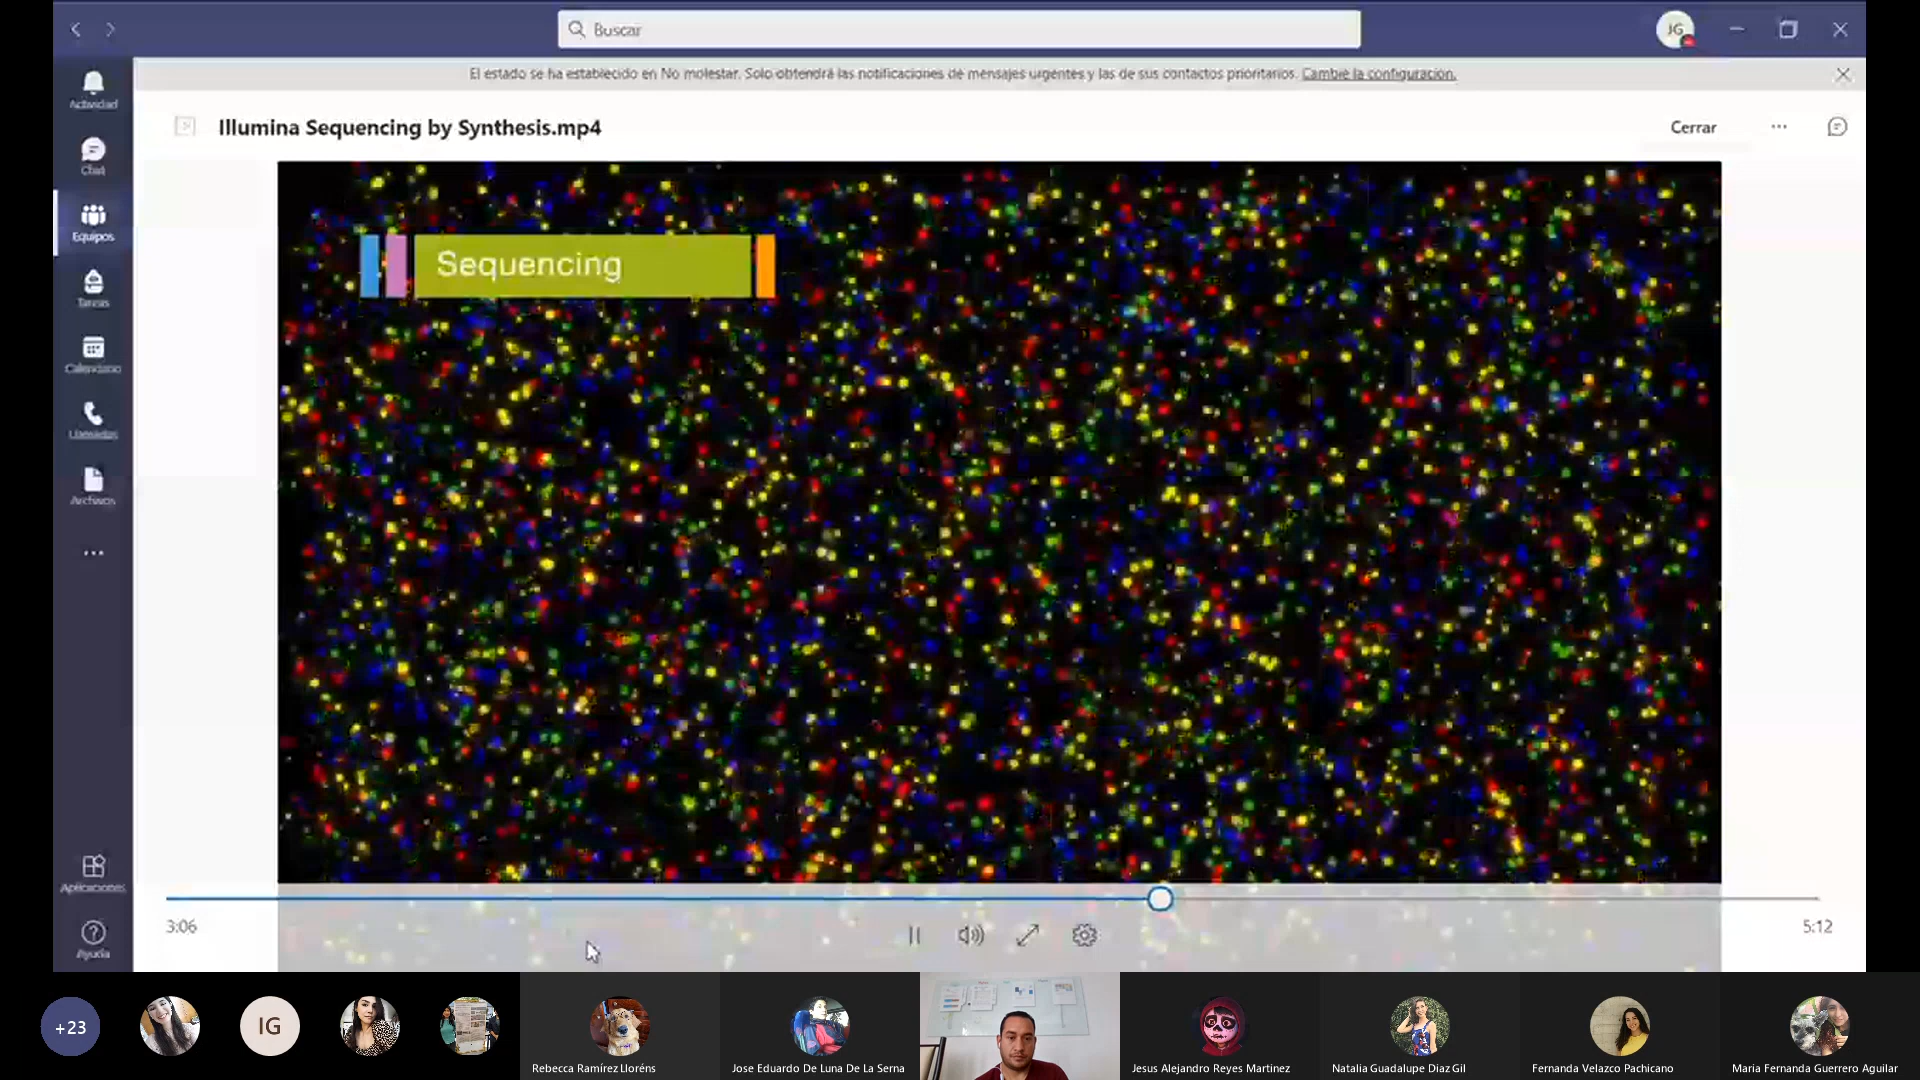 Buscar
JG
El estado se ha establecido en No molestar. Solo obtendrá las notificaciones de mensajes urgentes y las de sus contactos prioritarios. Cambie la configuración.
Actividad
Chat
Equipos
Tareas
Calendario
Llamadas
Archivos
Aplicaciones
Ayuda
Illumina Sequencing by Synthesis.mp4
Cerrar
Sequencing
3:06
5:12
+23
IG
Rebecca Ramírez Lloréns
Jose Eduardo De Luna De La Serna
Jesus Alejandro Reyes Martinez
Natalia Guadalupe Diaz Gil
Fernanda Velazco Pachicano
Maria Fernanda Guerrero Aguilar